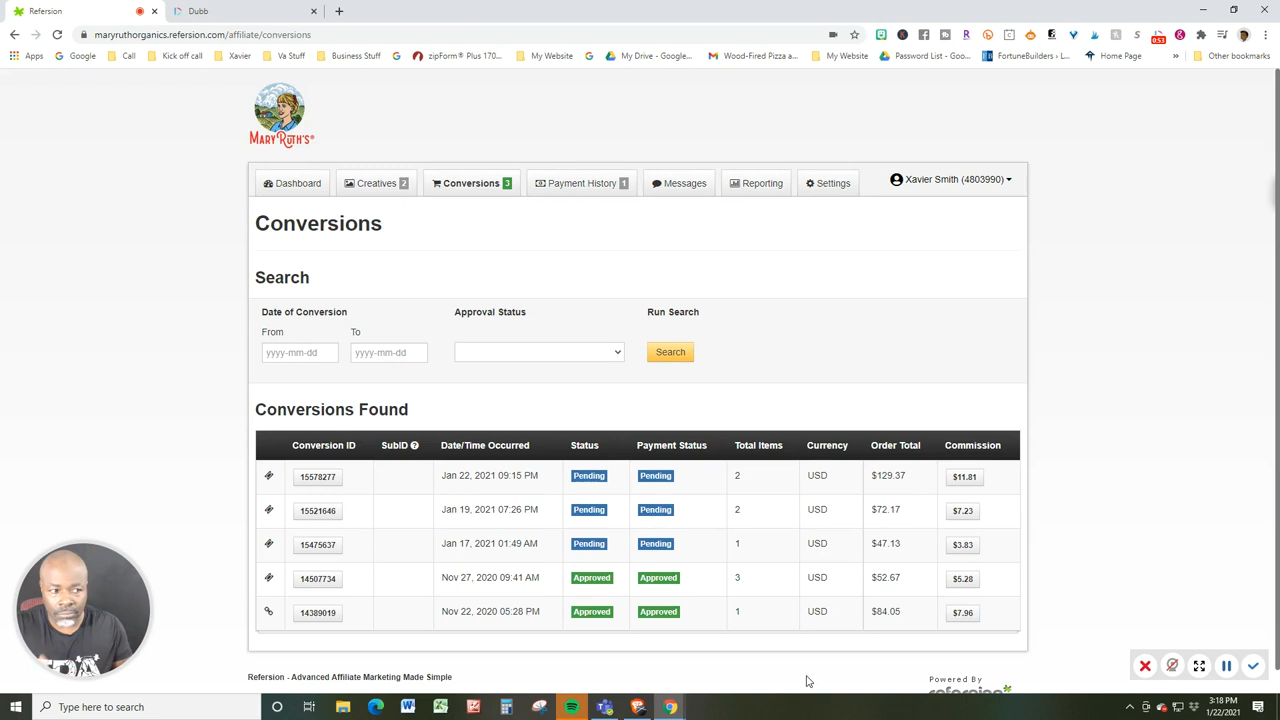 Refersion
Dubb
maryruthorganics.refersion.com/affiliate/conversions
0:53
Apps
Google
Call
Kick off call
Xavier
Va Stuff
Business Stuff
zipForm® Plus 170...
My Website
My Drive - Google...
Wood-Fired Pizza a...
My Website
Password List - Goo...
FortuneBuilders › L...
Home Page
»
Other bookmarks
MARYRUTH'S®
Dashboard
Creatives 2
Conversions 3
Payment History 1
Messages
Reporting
Settings
Xavier Smith (4803990)
Conversions
Search
Date of Conversion
Approval Status
Run Search
From
To
yyyy-mm-dd
yyyy-mm-dd
Search
Conversions Found
Conversion ID SubID Date/Time Occurred Status Payment Status Total Items Currency Order Total Commission
15578277 Jan 22, 2021 09:15 PM Pending Pending 2 USD $129.37 $11.81
15521646 Jan 19, 2021 07:26 PM Pending Pending 2 USD $72.17 $7.23
15475637 Jan 17, 2021 01:49 AM Pending Pending 1 USD $47.13 $3.83
14507734 Nov 27, 2020 09:41 AM Approved Approved 3 USD $52.67 $5.28
14389019 Nov 22, 2020 05:28 PM Approved Approved 1 USD $84.05 $7.96
Refersion - Advanced Affiliate Marketing Made Simple
Powered By
refersion
Type here to search
3:18 PM
1/22/2021